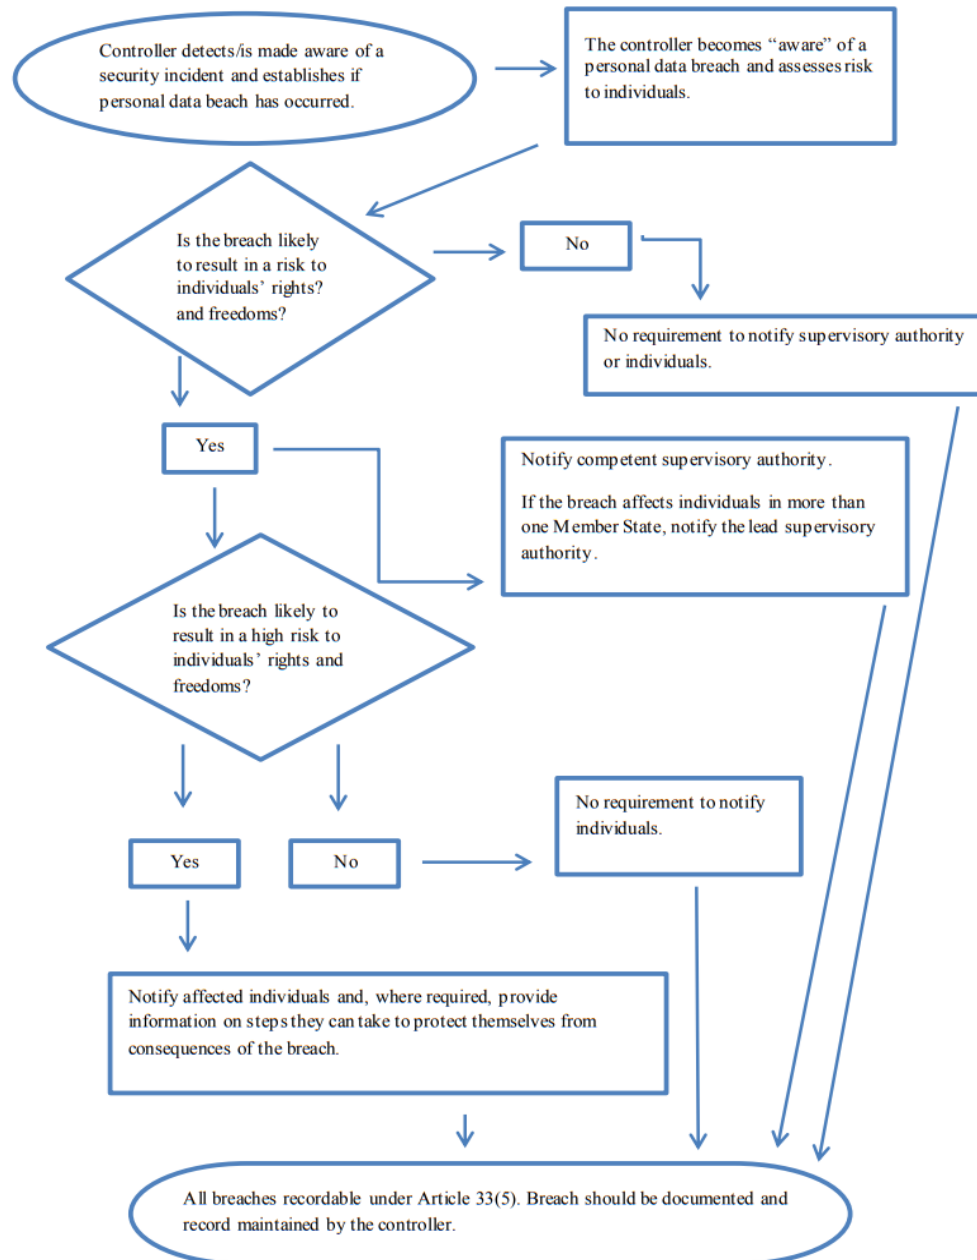 Controller detects/is made aware of a
security incident and establishes if
personal data beach has occurred.
The controller becomes “aware” of a
personal data breach and assesses risk
to individuals.
Is the breach likely
to result in a risk to
individuals’ rights?
and freedoms?
No
No requirement to notify supervisory authority
or individuals.
Yes
Notify competent supervisory authority.
If the breach affects individuals in more than
one Member State, notify the lead supervisory
authority.
Is the breach likely to
result in a high risk to
individuals’ rights and
freedoms?
No requirement to notify
individuals.
Yes
No
Notify affected individuals and, where required, provide
information on steps they can take to protect themselves from
consequences of the breach.
All breaches recordable under Article 33(5). Breach should be documented and
record maintained by the controller.